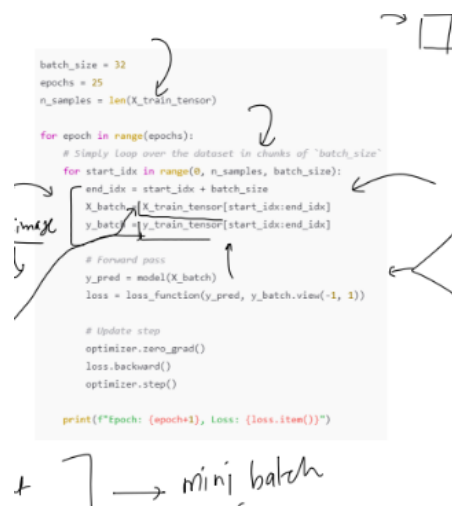 batch_size = 32
epochs = 25
n_samples = len(X_train_tensor)
for epoch in range(epochs):
# Simply loop over the dataset in chunks of `batch_size`
for start_idx in range(0, n_samples, batch_size):
end_idx = start_idx + batch_size
X_batch = X_train_tensor[start_idx:end_idx]
image
y_batch = y_train_tensor[start_idx:end_idx]
# Forward pass
y_pred = model(X_batch)
loss = loss_function(y_pred, y_batch.view(-1, 1))
# Update step
optimizer.zero_grad()
loss.backward()
optimizer.step()
print(f"Epoch: {epoch+1}, Loss: {loss.item()}")
mini batch